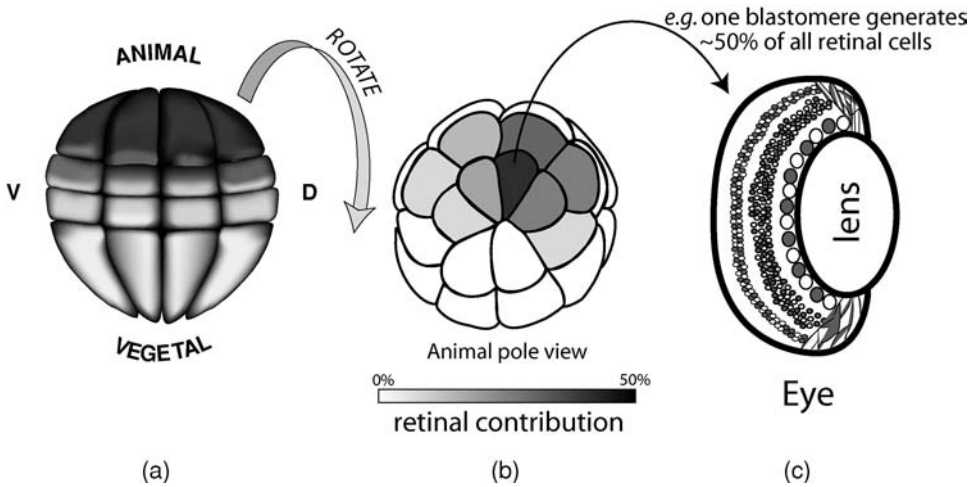 e.g. one blastomere generates
~50% of all retinal cells
ANIMAL
ROTATE
V
D
lens
VEGETAL
Animal pole view
0%
50%
retinal contribution
Eye
(a)
(b)
(c)